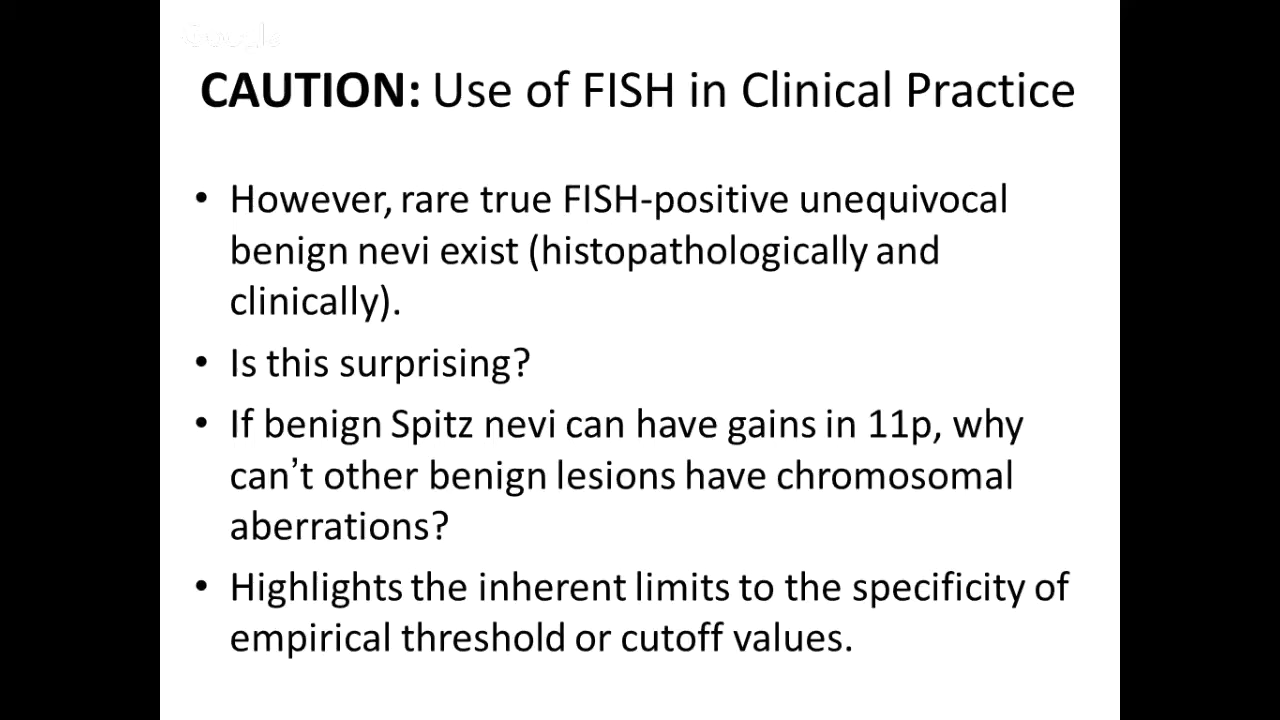 Google
CAUTION: Use of FISH in Clinical Practice
• However, rare true FISH-positive unequivocal
benign nevi exist (histopathologically and
clinically).
• Is this surprising?
• If benign Spitz nevi can have gains in 11p, why
can’t other benign lesions have chromosomal
aberrations?
• Highlights the inherent limits to the specificity of
empirical threshold or cutoff values.